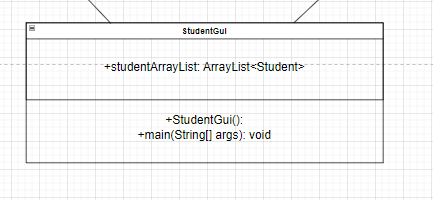 StudentGui
+studentArrayList: ArrayList<Student>
+StudentGui():
+main(String[] args): void